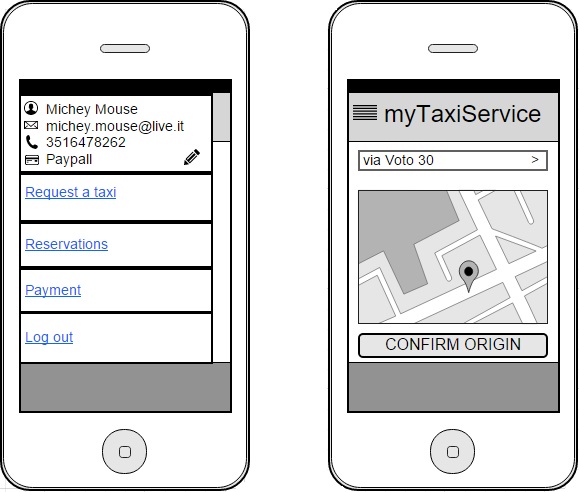 Michey Mouse
michey.mouse@live.it
3516478262
Paypall
Request a taxi
Reservations
Payment
Log out
myTaxiService
via Voto 30 >
CONFIRM ORIGIN